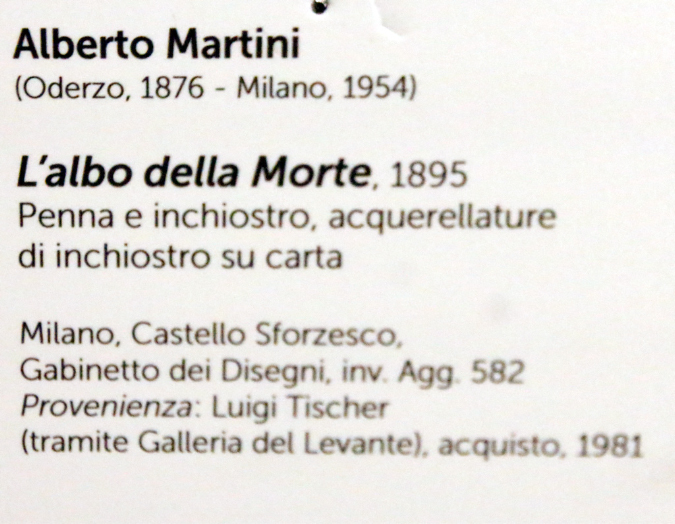 Alberto Martini
(Oderzo, 1876 - Milano, 1954)
L'albo della Morte, 1895
Penna e inchiostro, acquerellature
di inchiostro su carta
Milano, Castello Sforzesco,
Gabinetto dei Disegni, inv. Agg. 582
Provenienza: Luigi Tischer
(tramite Galleria del Levante), acquisto, 1981